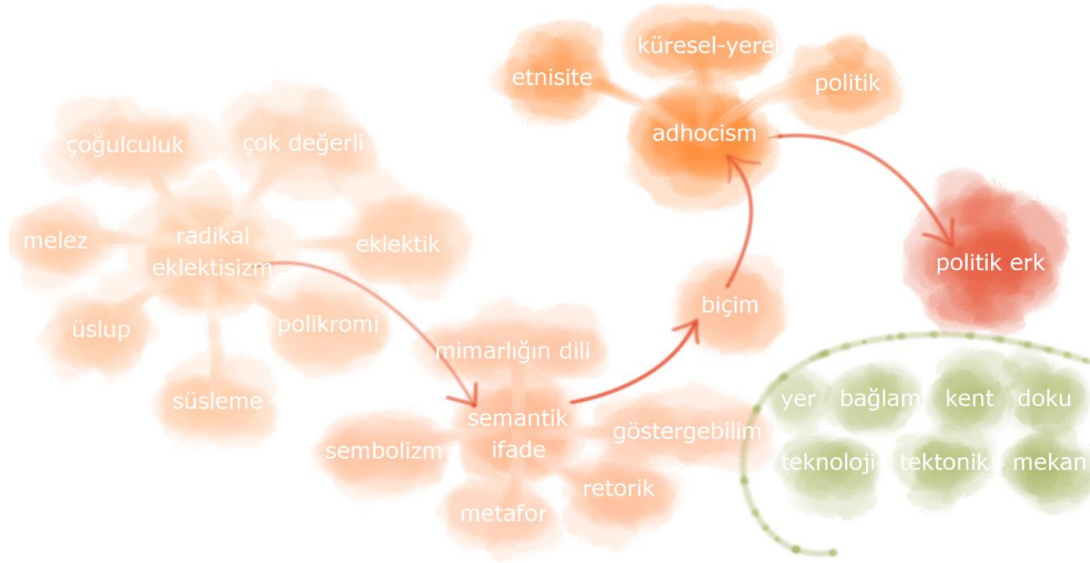 küresel-yere
etnisite
politik
adhocism
çoğulculuk
çok değerli
melez
radikal
eklektisizm
eklektik
politik erk
üslup
polikromi
biçim
mimarlığın dili
süsleme
semantik
ifade
sembolizm
göstergebilim
retorik
metafor
yer
bağlam
kent
doku
teknoloji
tektonik
mekan